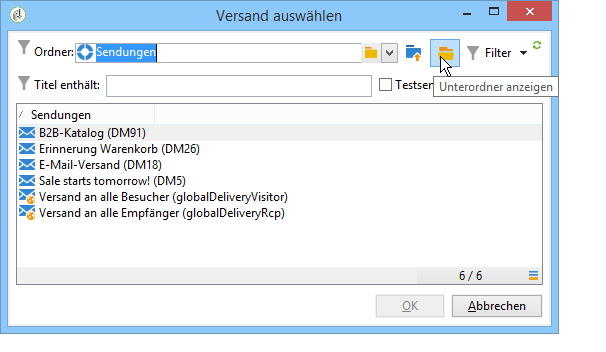 Versand auswählen
Ordner: Sendungen Filter
Titel enthält: Testsen
Unterordner anzeigen
Sendungen
B2B-Katalog (DM91)
Erinnerung Warenkorb (DM26)
E-Mail-Versand (DM18)
Sale starts tomorrow! (DM5)
Versand an alle Besucher (globalDeliveryVisitor)
Versand an alle Empfänger (globalDeliveryRcp)
6 / 6
OK Abbrechen